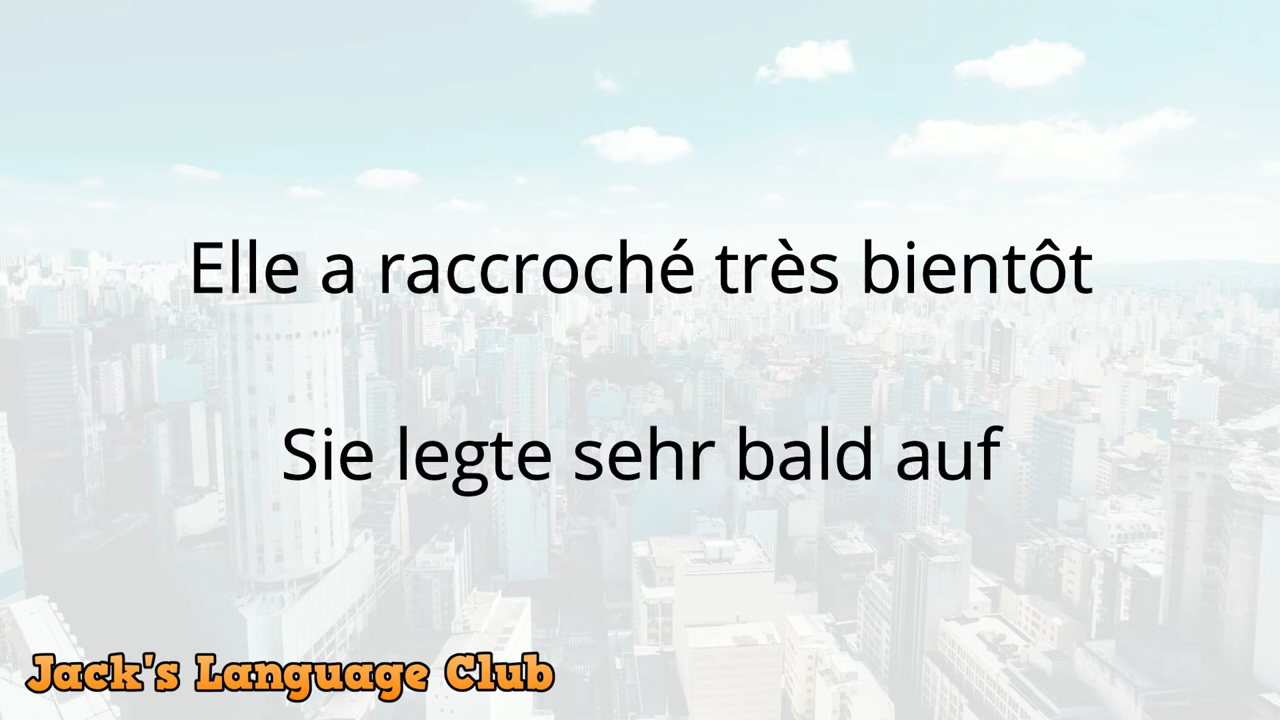 Elle a raccroché très bientôt
Sie legte sehr bald auf
Jack's Language Club